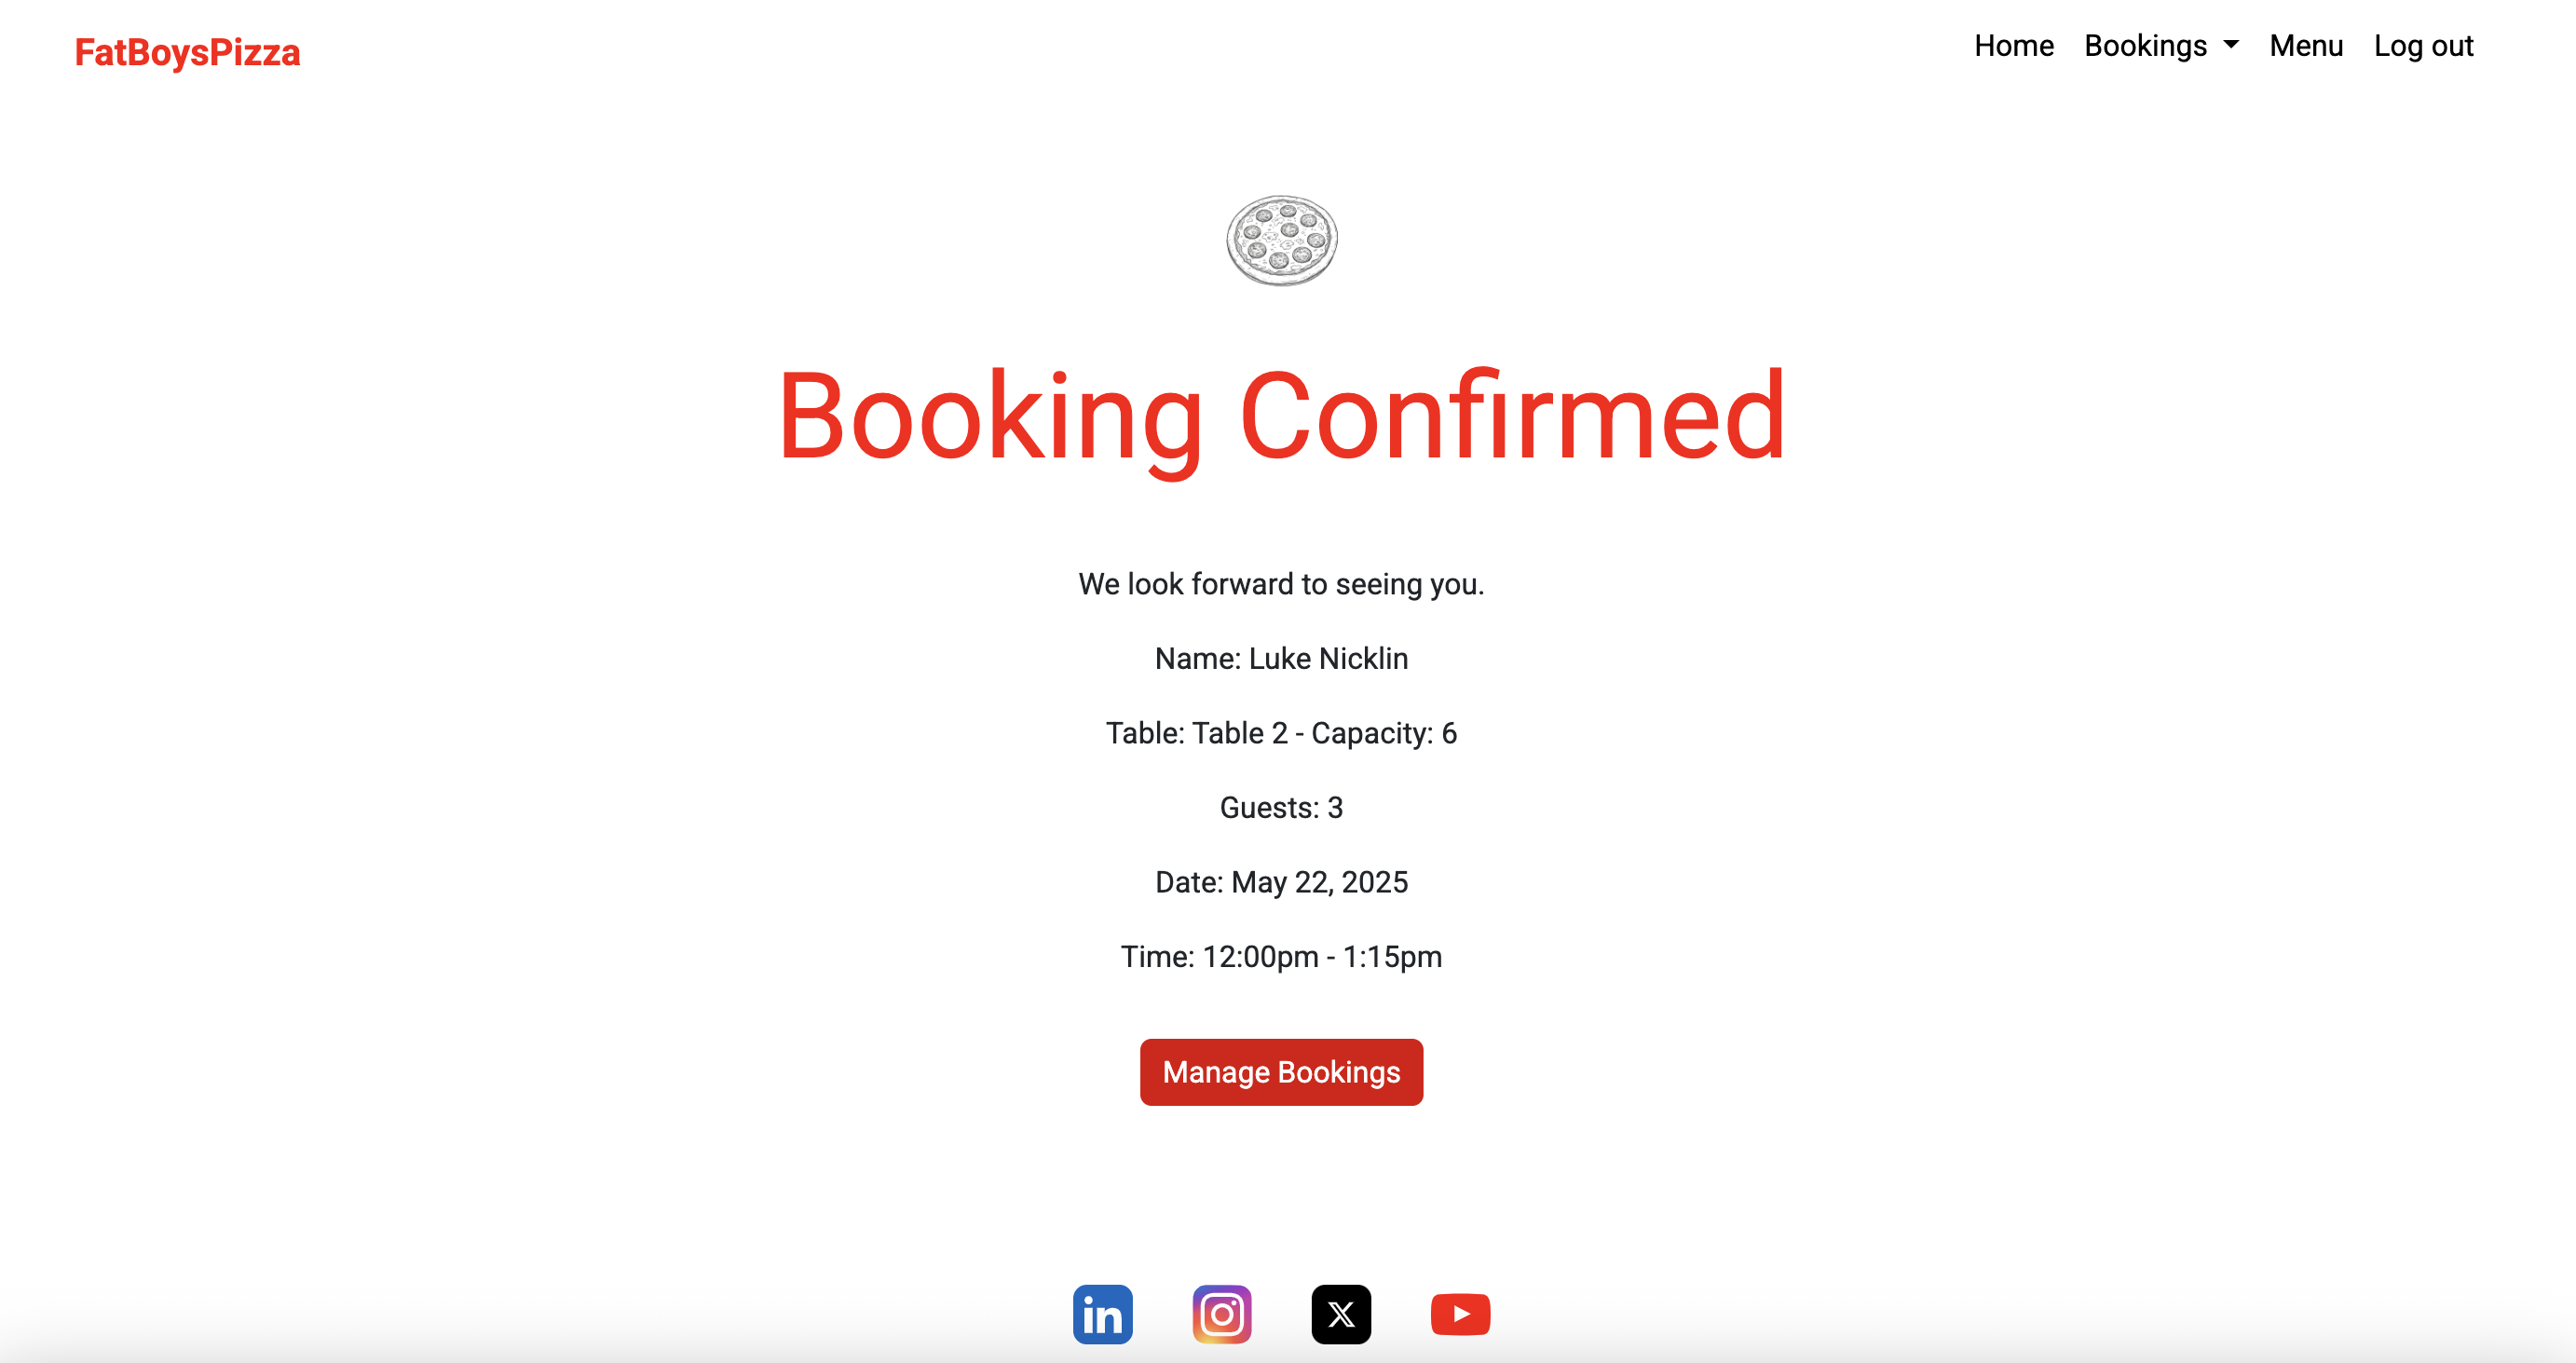 FatBoysPizza
Home Bookings Menu Log out
Booking Confirmed
We look forward to seeing you.
Name: Luke Nicklin
Table: Table 2 - Capacity: 6
Guests: 3
Date: May 22, 2025
Time: 12:00pm - 1:15pm
Manage Bookings